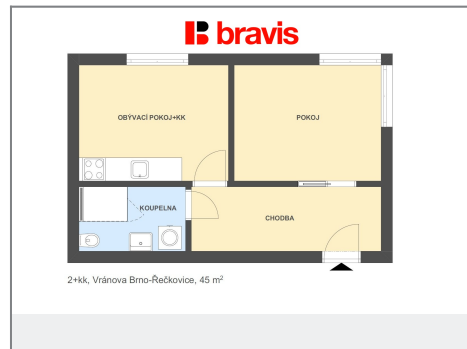 bravis
OBÝVACÍ POKOJ+KK
POKOJ
KOUPELNA
CHODBA
2+kk, Vránova Brno-Řečkovice, 45 m²